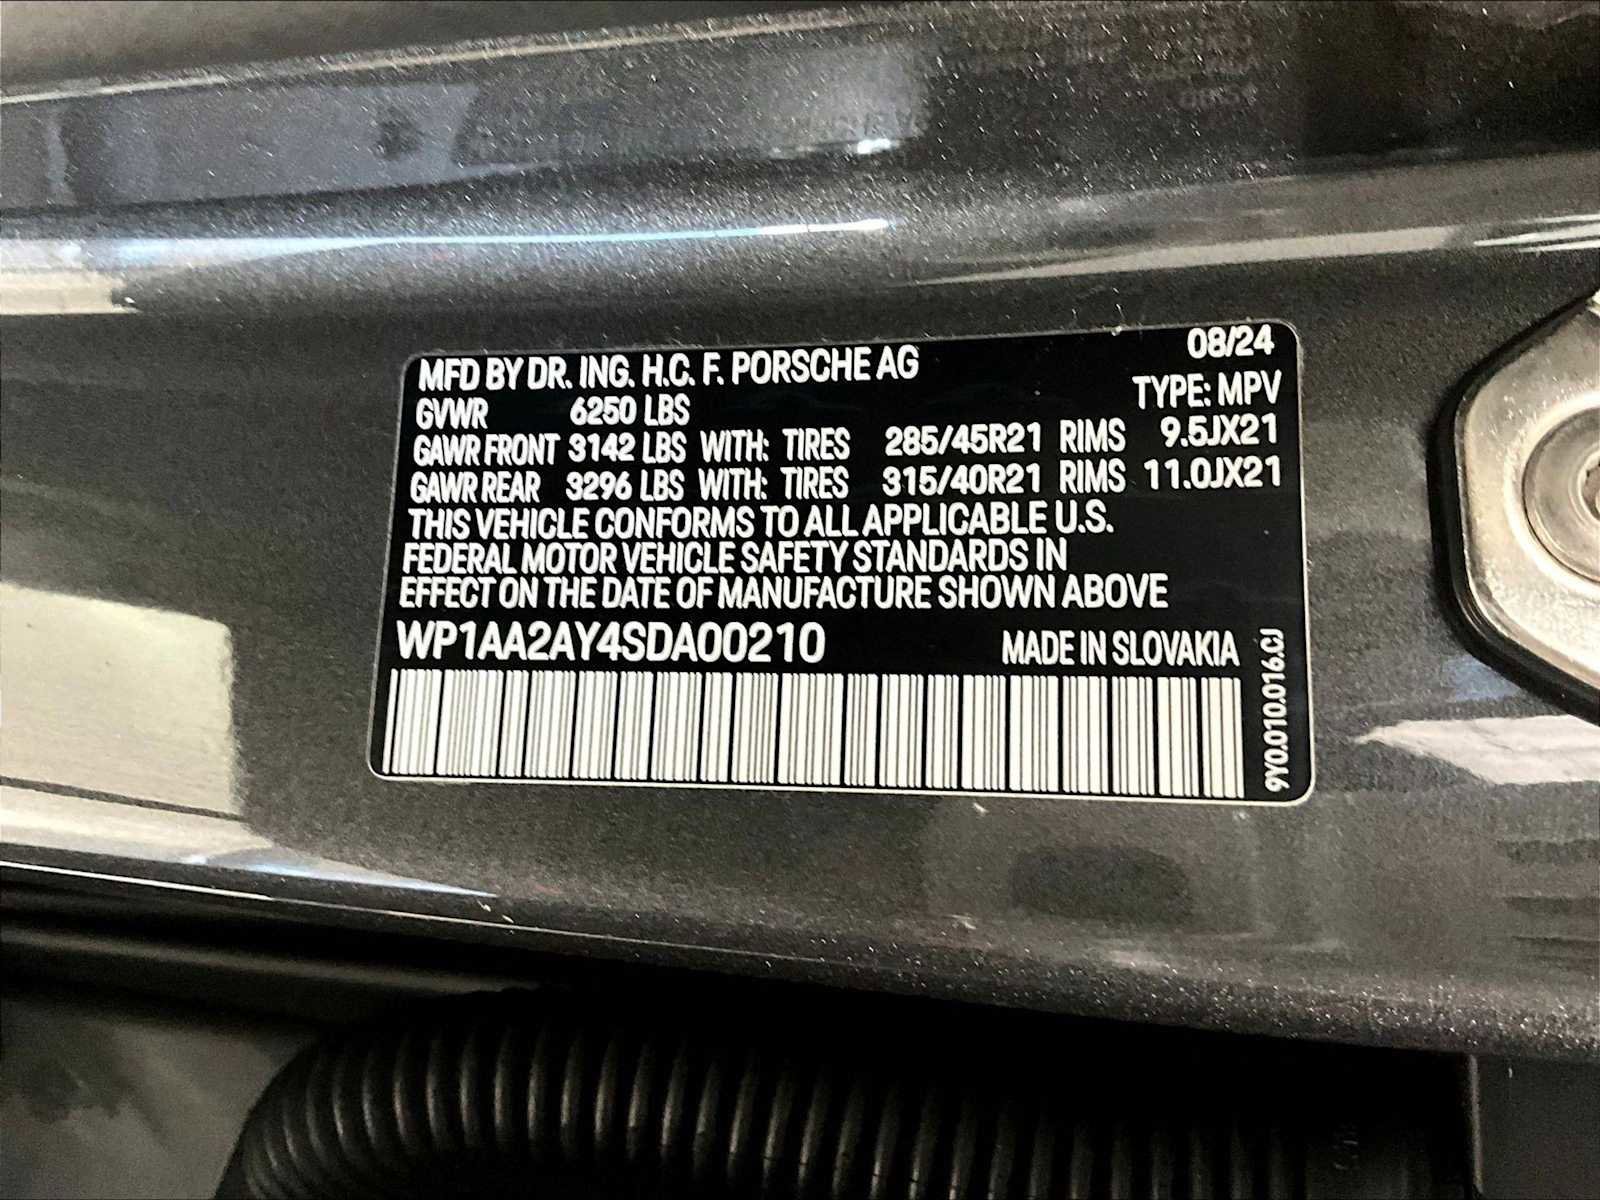 MFD BY DR. ING. H.C. F. PORSCHE AG 08/24
TYPE: MPV
GVWR 6250 LBS
GAWR FRONT 3142 LBS WITH: TIRES 285/45R21 RIMS 9.5JX21
GAWR REAR 3296 LBS WITH: TIRES 315/40R21 RIMS 11.0JX21
THIS VEHICLE CONFORMS TO ALL APPLICABLE U.S.
FEDERAL MOTOR VEHICLE SAFETY STANDARDS IN
EFFECT ON THE DATE OF MANUFACTURE SHOWN ABOVE
WP1AA2AY4SDA00210 MADE IN SLOVAKIA
9Y0.010.016.CJ